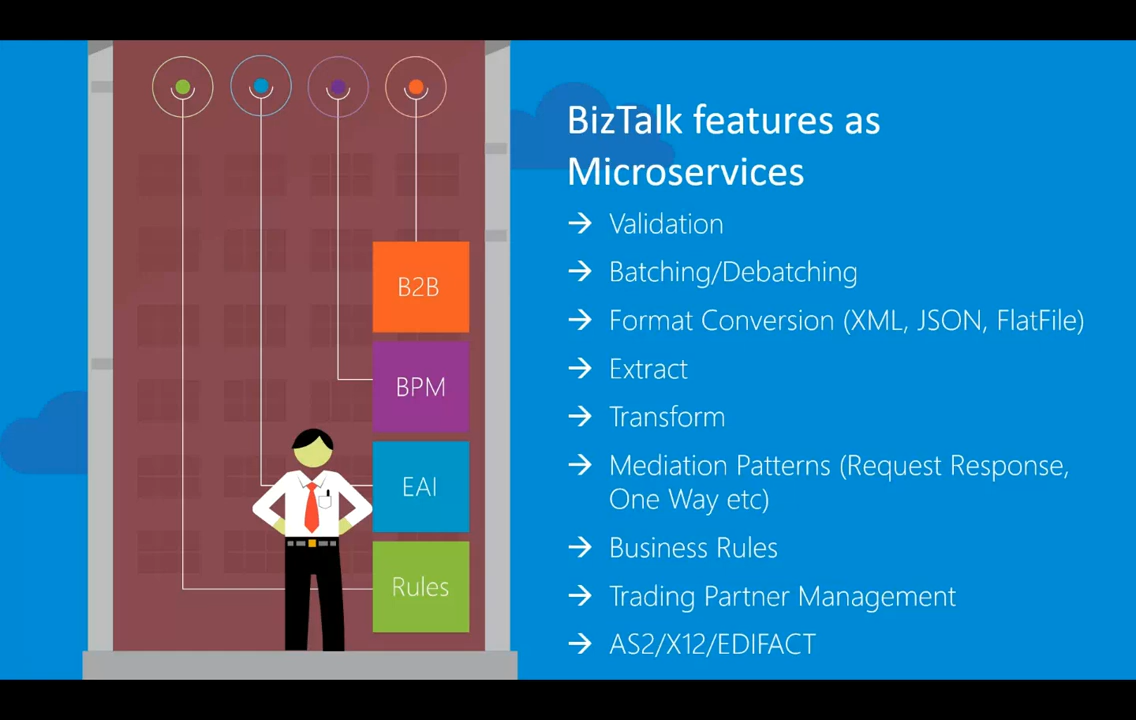 BizTalk features as
Microservices
→ Validation
→ Batching/Debatching
→ Format Conversion (XML, JSON, FlatFile)
→ Extract
→ Transform
→ Mediation Patterns (Request Response,
One Way etc)
→ Business Rules
→ Trading Partner Management
→ AS2/X12/EDIFACT
B2B
BPM
EAI
Rules